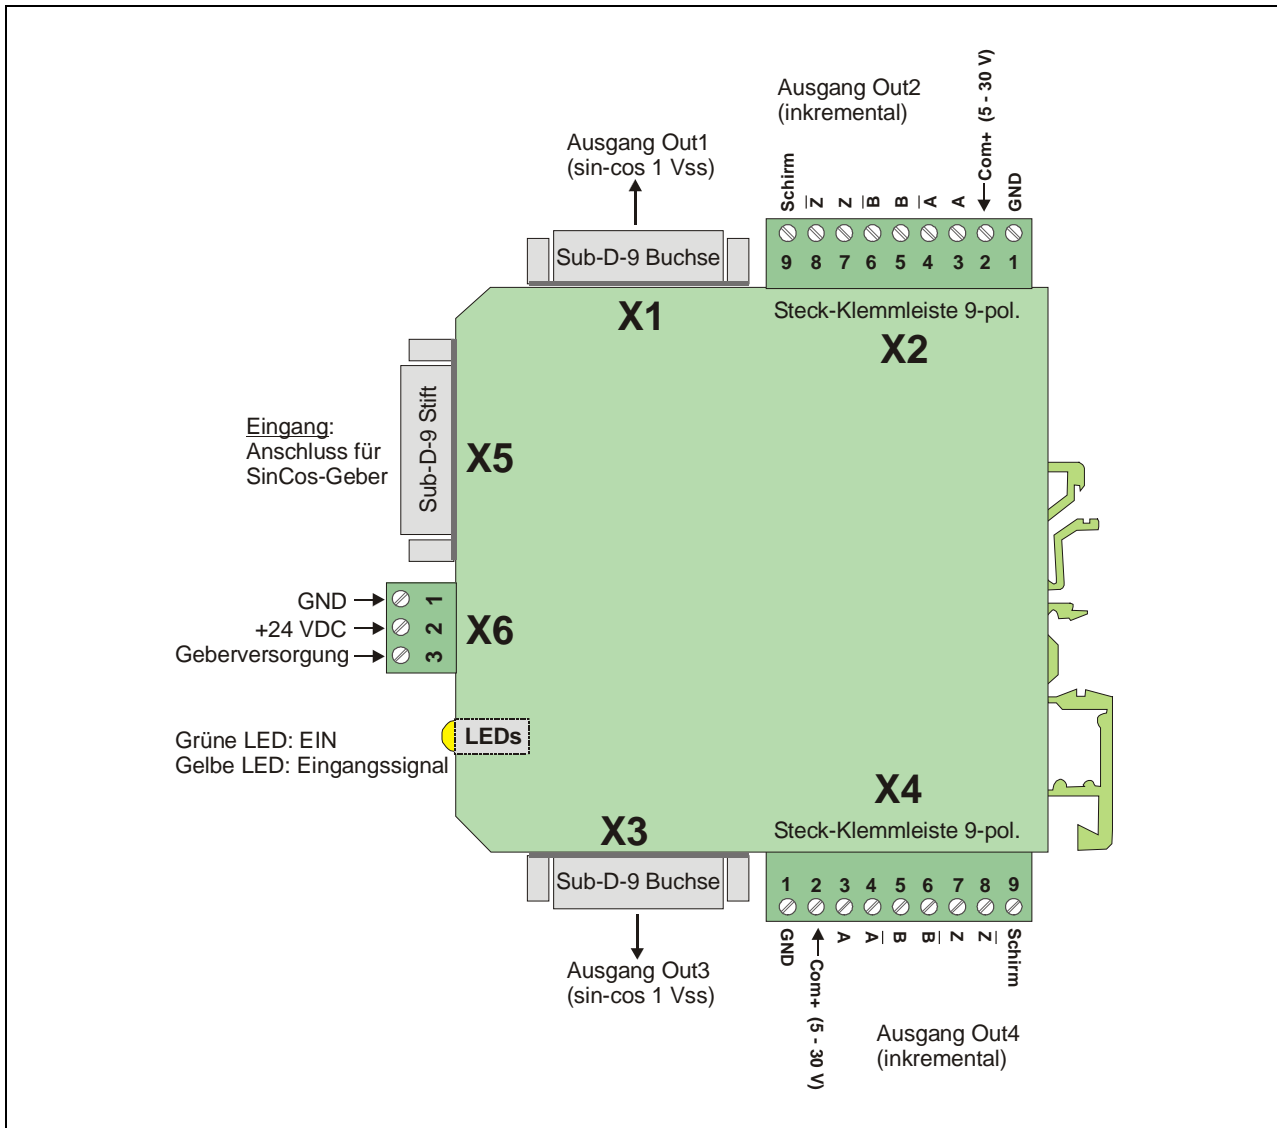 Ausgang Out2
(inkremental)
Ausgang Out1
(sin-cos 1 Vss)
Schirm
Z̅
Z
B̅
B
A̅
A
Com+ (5 - 30 V)
GND
Sub-D-9 Buchse
9 8 7 6 5 4 3 2 1
X1
Steck-Klemmleiste 9-pol.
X2
Eingang:
Anschluss für
SinCos-Geber
Sub-D-9 Stift
X5
GND
+24 VDC
Geberversorgung
1
2
3
X6
Grüne LED: EIN
Gelbe LED: Eingangssignal
LEDs
X4
X3
Steck-Klemmleiste 9-pol.
Sub-D-9 Buchse
1 2 3 4 5 6 7 8 9
GND
Com+ (5 - 30 V)
A
A̅
B
B̅
Z
Z̅
Schirm
Ausgang Out3
(sin-cos 1 Vss)
Ausgang Out4
(inkremental)